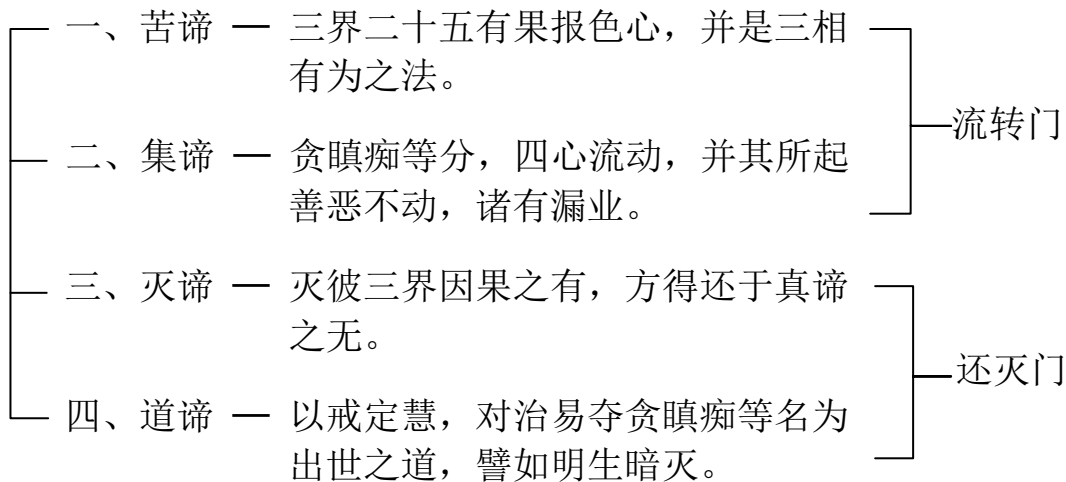 一、苦谛 — 三界二十五有果报色心，并是三相
有为之法。
流转门
二、集谛 — 贪瞋痴等分，四心流动，并其所起
善恶不动，诸有漏业。
三、灭谛 — 灭彼三界因果之有，方得还于真谛
之无。
还灭门
四、道谛 — 以戒定慧，对治易夺贪瞋痴等名为
出世之道，譬如明生暗灭。